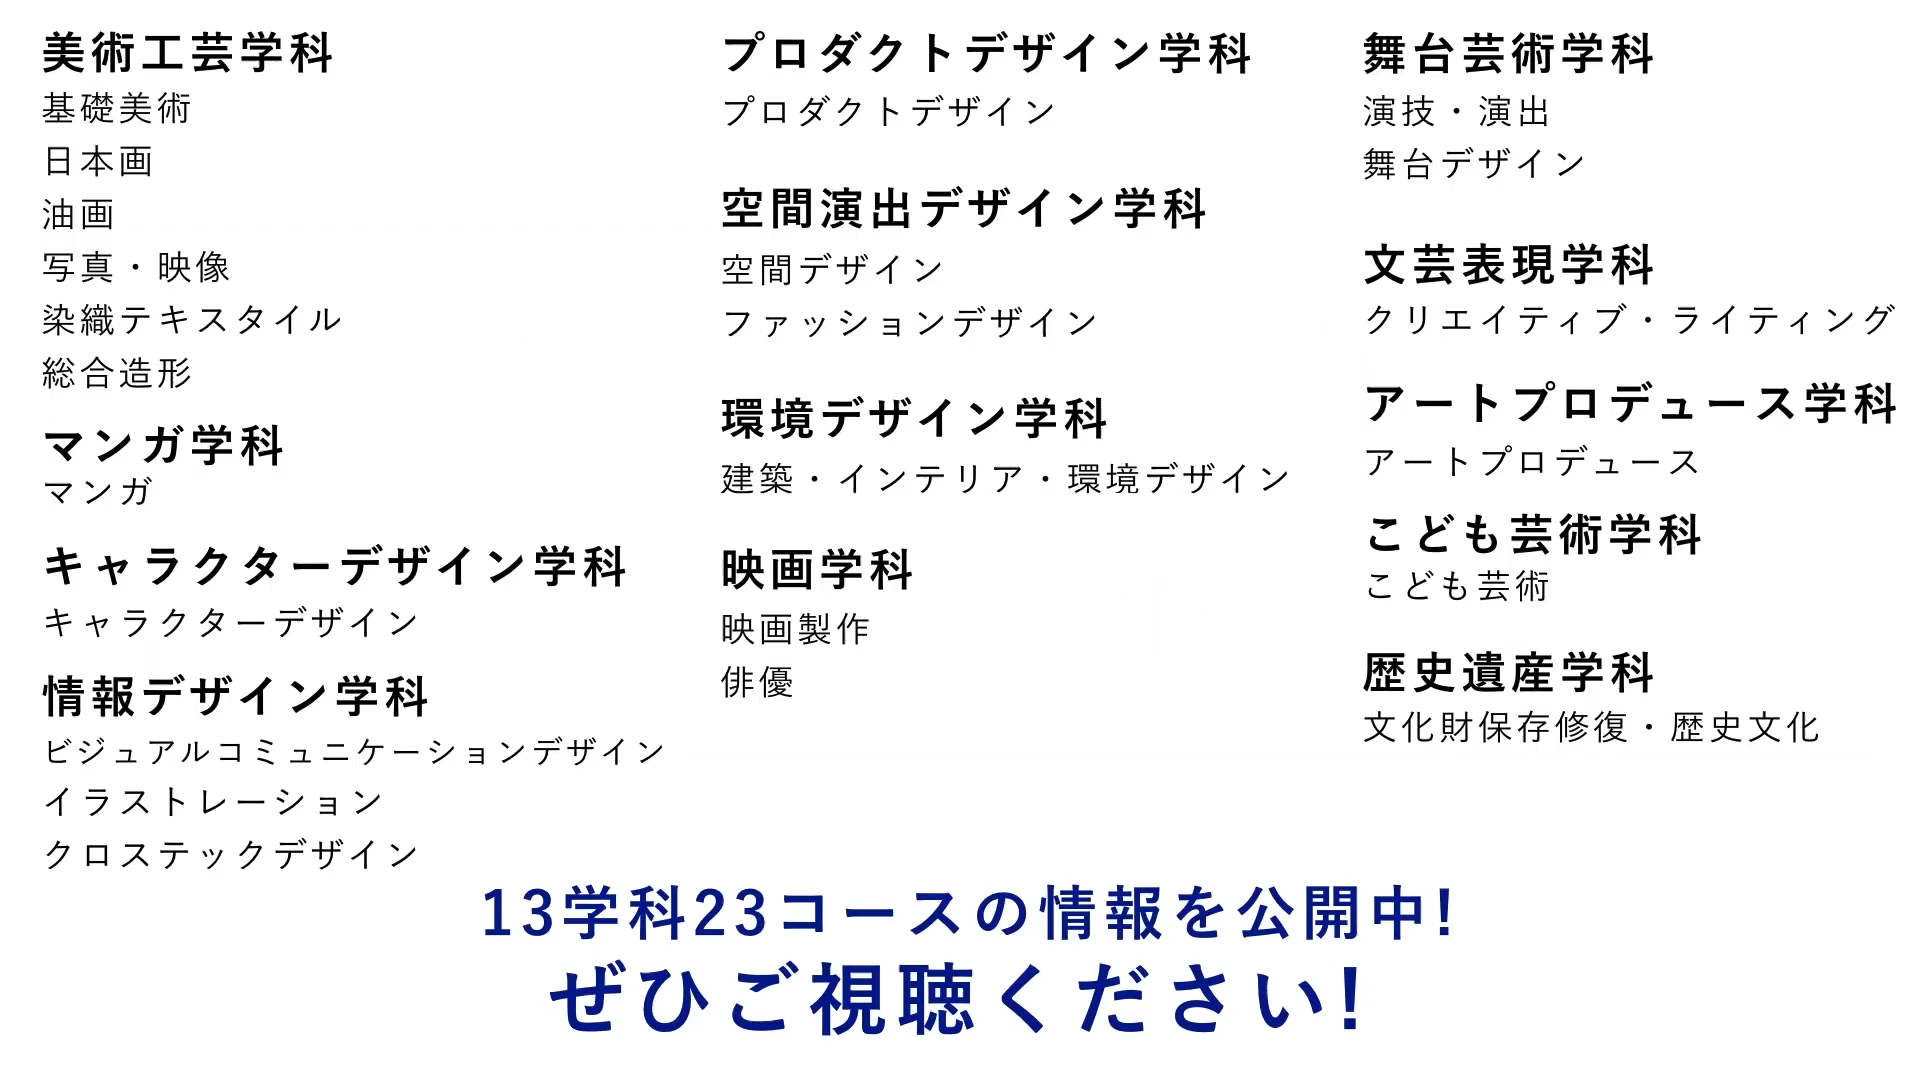 美術工芸学科
基礎美術
日本画
油画
写真・映像
染織テキスタイル
総合造形
マンガ学科
マンガ
キャラクターデザイン学科
キャラクターデザイン
情報デザイン学科
ビジュアルコミュニケーションデザイン
イラストレーション
クロステックデザイン
プロダクトデザイン学科
プロダクトデザイン
空間演出デザイン学科
空間デザイン
ファッションデザイン
環境デザイン学科
建築・インテリア・環境デザイン
映画学科
映画製作
俳優
舞台芸術学科
演技・演出
舞台デザイン
文芸表現学科
クリエイティブ・ライティング
アートプロデュース学科
アートプロデュース
こども芸術学科
こども芸術
歴史遺産学科
文化財保存修復・歴史文化
13学科23コースの情報を公開中!
ぜひご視聴ください!